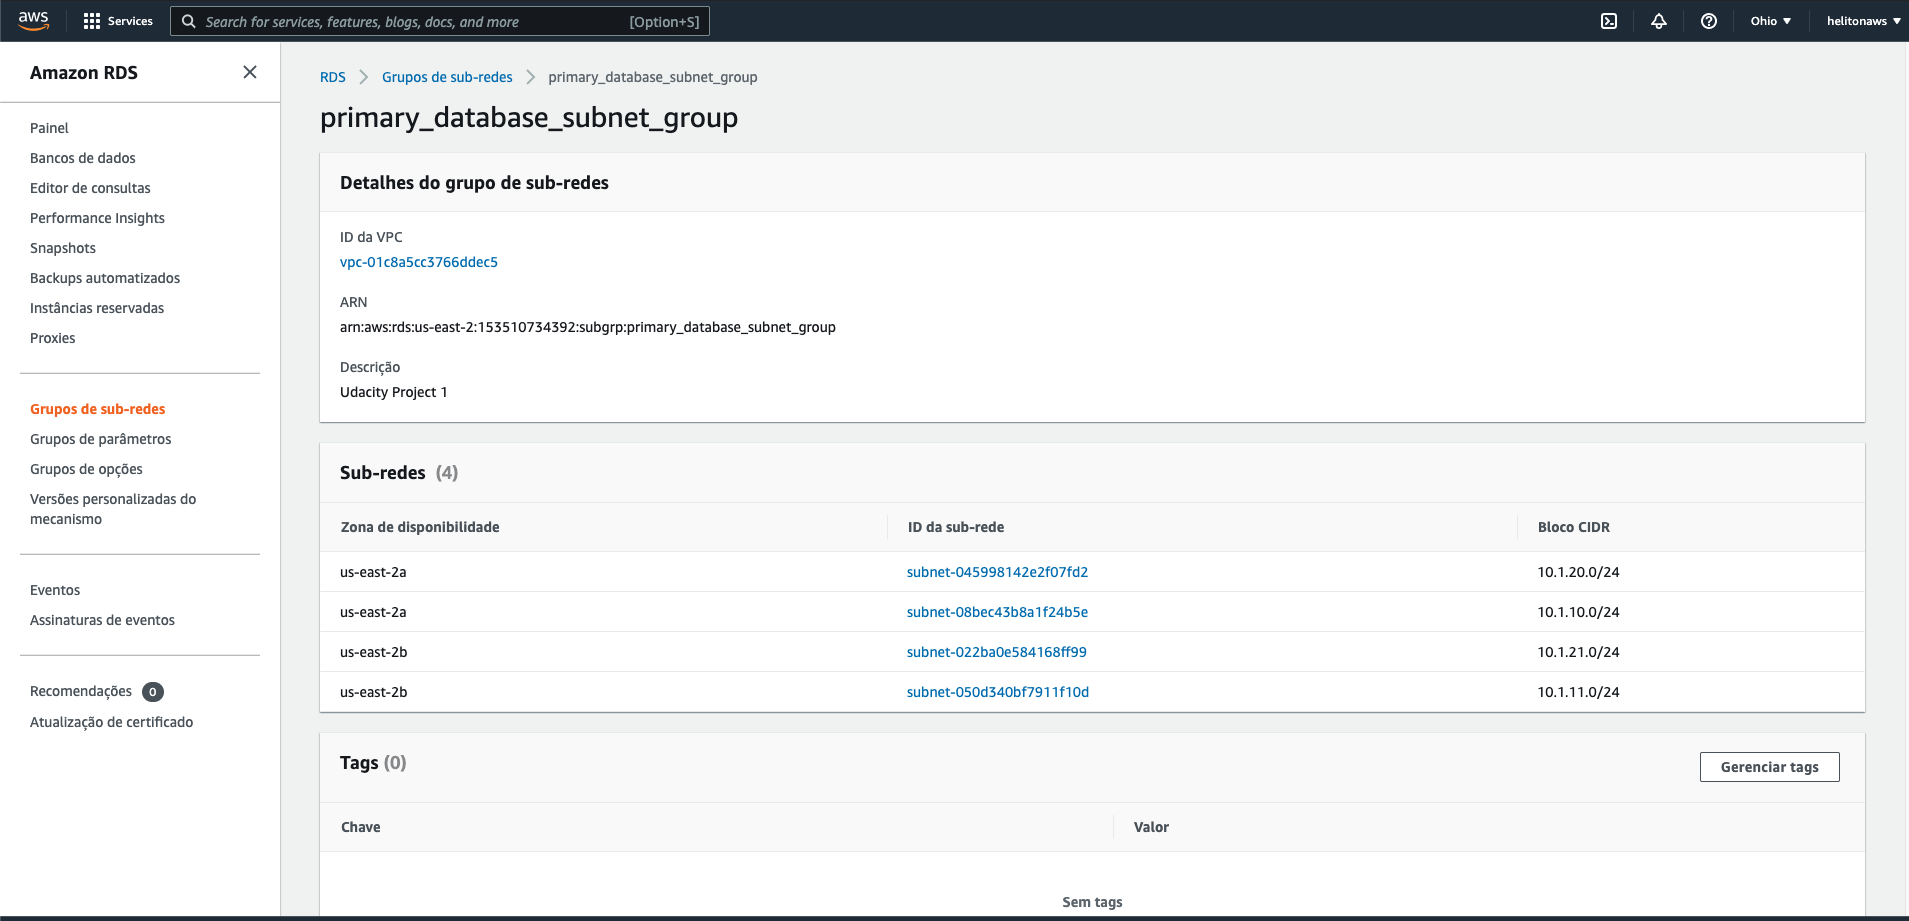 aws
Services
Search for services, features, blogs, docs, and more
[Option+S]
Ohio ▼
helitonaws ▼
Amazon RDS
Painel
Bancos de dados
Editor de consultas
Performance Insights
Snapshots
Backups automatizados
Instâncias reservadas
Proxies
Grupos de sub-redes
Grupos de parâmetros
Grupos de opções
Versões personalizadas do
mecanismo
Eventos
Assinaturas de eventos
Recomendações 0
Atualização de certificado
RDS > Grupos de sub-redes > primary_database_subnet_group
primary_database_subnet_group
Detalhes do grupo de sub-redes
ID da VPC
vpc-01c8a5cc3766ddec5
ARN
arn:aws:rds:us-east-2:153510734392:subgrp:primary_database_subnet_group
Descrição
Udacity Project 1
Sub-redes (4)
Zona de disponibilidade ID da sub-rede Bloco CIDR
us-east-2a subnet-045998142e2f07fd2 10.1.20.0/24
us-east-2a subnet-08bec43b8a1f24b5e 10.1.10.0/24
us-east-2b subnet-022ba0e584168ff99 10.1.21.0/24
us-east-2b subnet-050d340bf7911f10d 10.1.11.0/24
Tags (0)
Gerenciar tags
Chave Valor
Sem tags